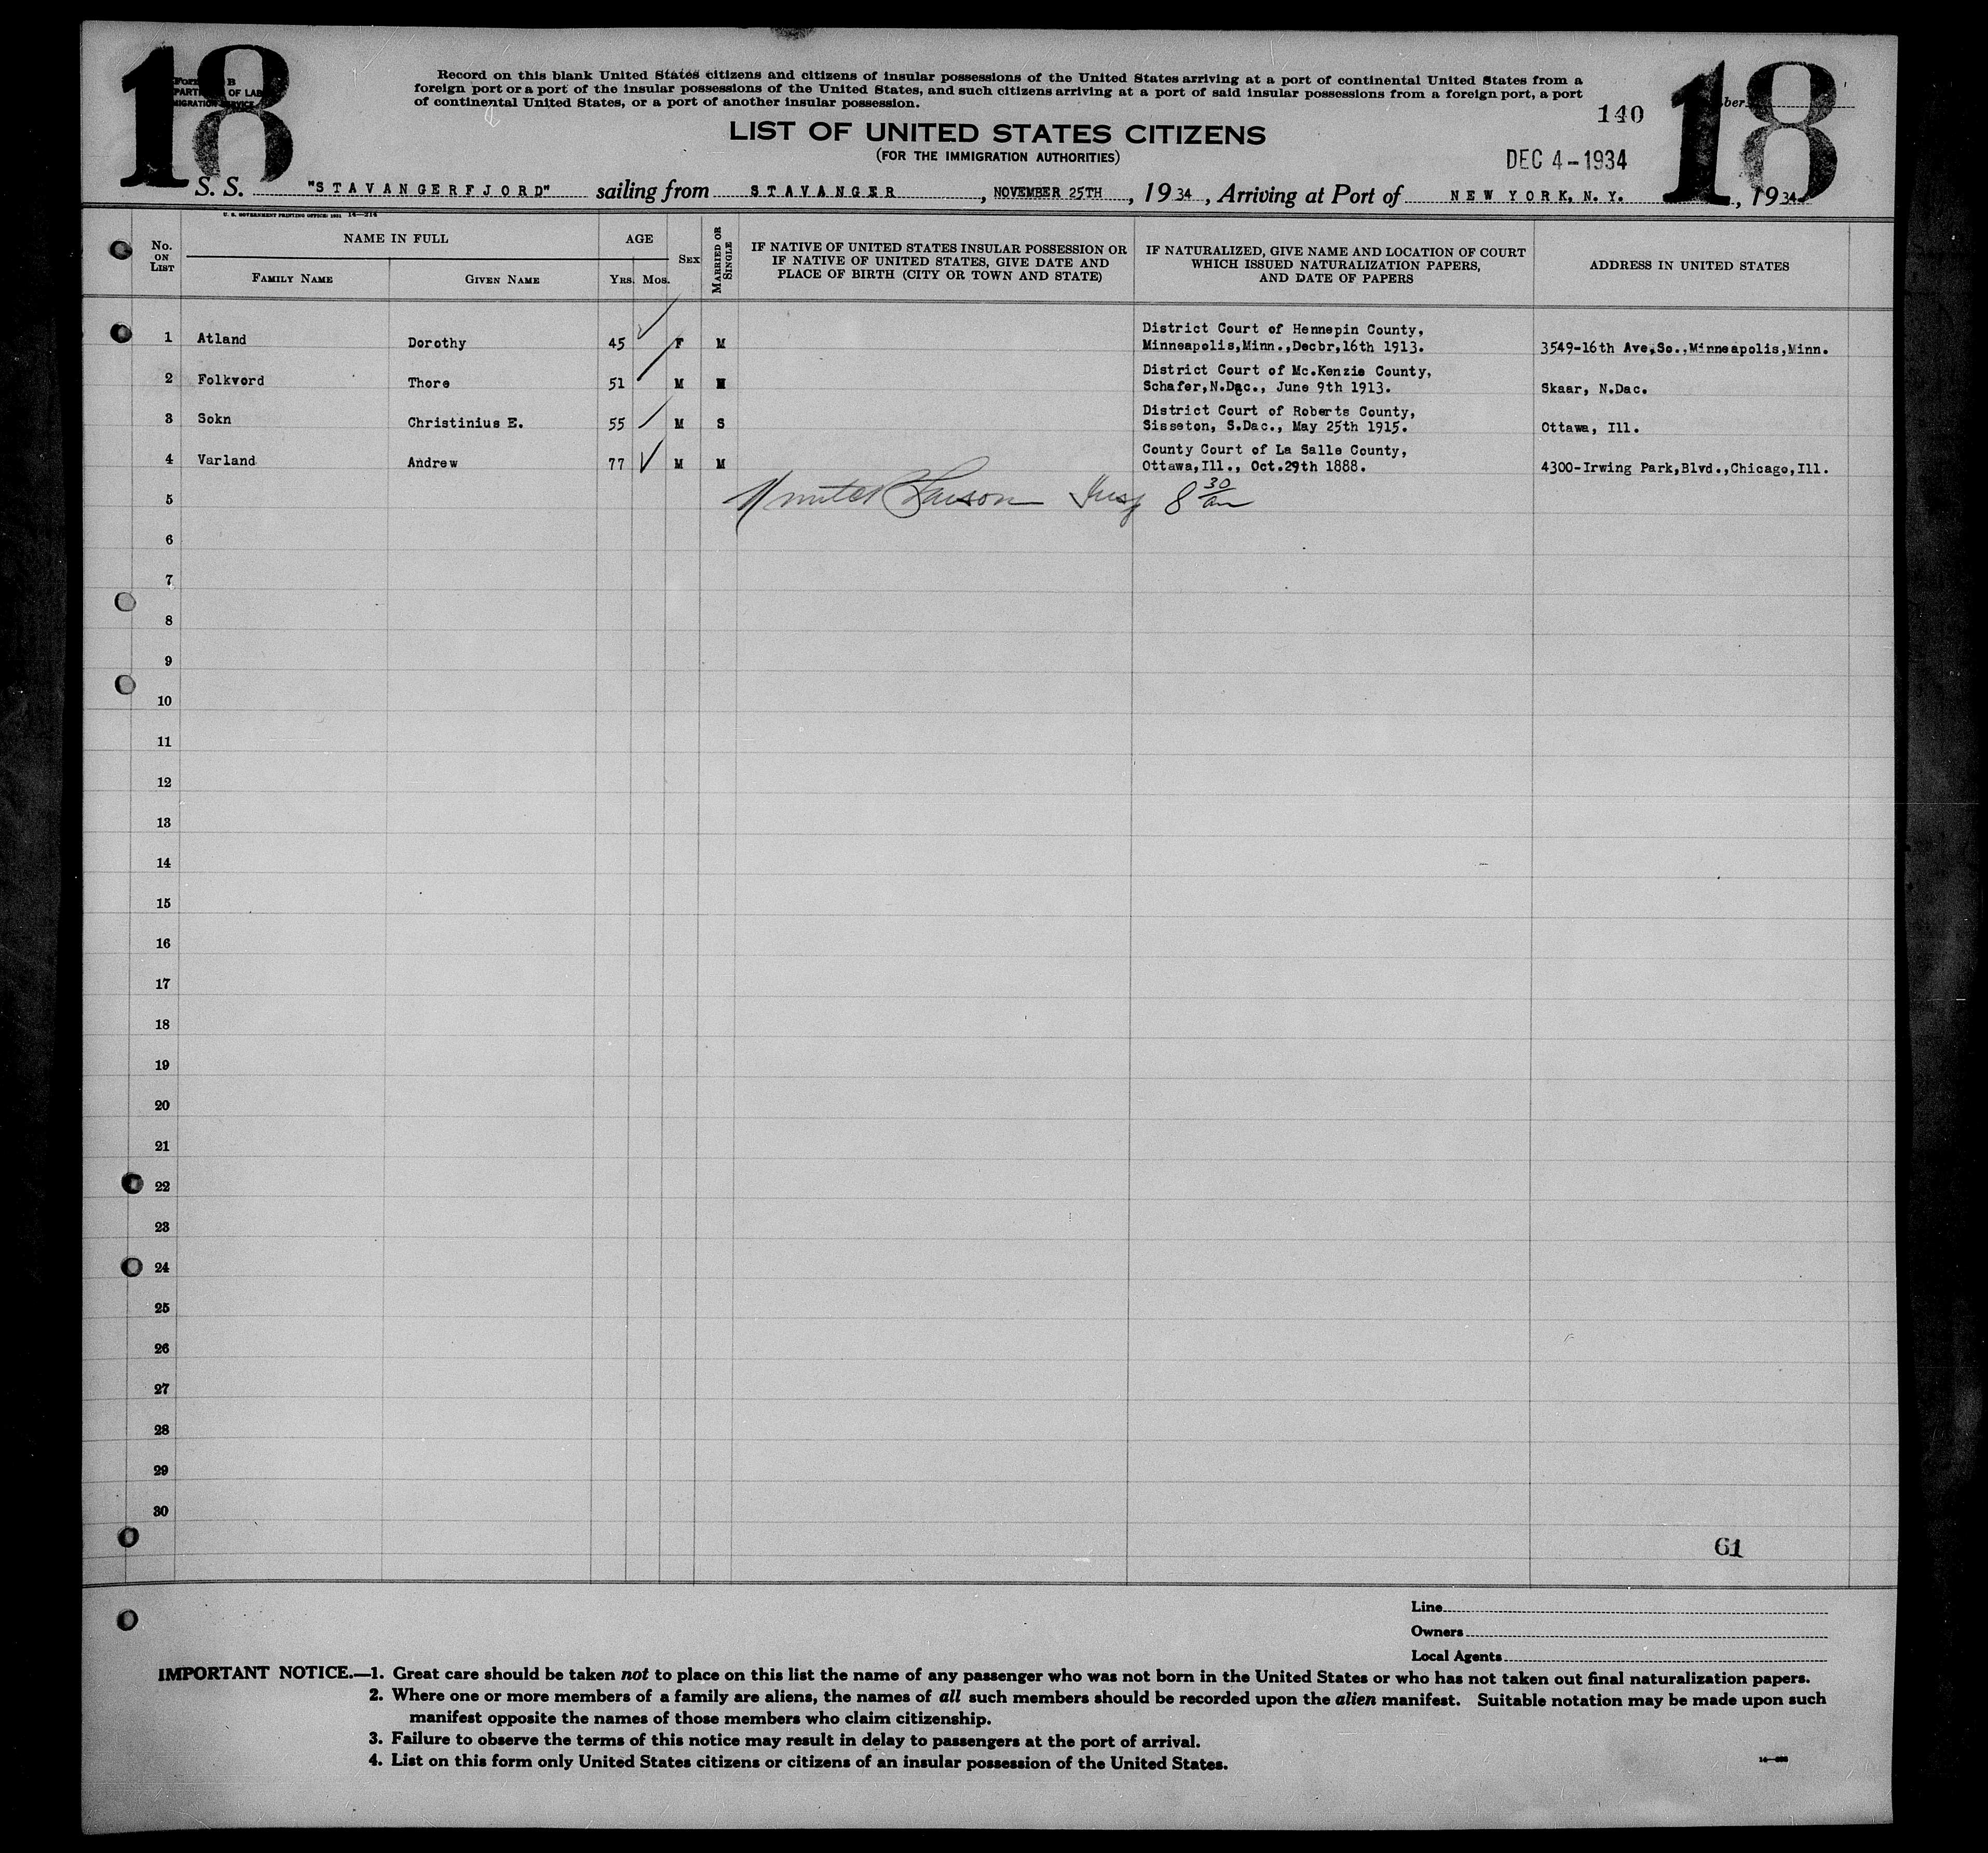 18
18
Record on this blank United States citizens and citizens of insular possessions of the United States arriving at a port of continental United States from a
foreign port or a port of the insular possessions of the United States, and such citizens arriving at a port of said insular possessions from a foreign port, a port
of continental United States, or a port of another insular possession.
140
LIST OF UNITED STATES CITIZENS
(FOR THE IMMIGRATION AUTHORITIES)
DEC 4-1934
S. S. "STAVANGERFJORD" sailing from STAVANGER, NOVEMBER 25TH, 1934, Arriving at Port of NEW YORK, N. Y., 1934
U. S. GOVERNMENT PRINTING OFFICE: 1931 14—214
No. ON LIST
NAME IN FULL
FAMILY NAME
GIVEN NAME
AGE
YRS. MOS.
SEX
MARRIED OR SINGLE
IF NATIVE OF UNITED STATES INSULAR POSSESSION OR
IF NATIVE OF UNITED STATES, GIVE DATE AND
PLACE OF BIRTH (CITY OR TOWN AND STATE)
IF NATURALIZED, GIVE NAME AND LOCATION OF COURT
WHICH ISSUED NATURALIZATION PAPERS,
AND DATE OF PAPERS
ADDRESS IN UNITED STATES
1 Atland Dorothy 45 F M District Court of Hennepin County,
Minneapolis,Minn.,Decbr,16th 1913. 3549-16th Ave,So.,Minneapolis,Minn.
2 Folkvord Thore 51 M District Court of Mc.Kenzie County,
Schafer,N.Dac., June 9th 1913. Skaar, N.Dac.
3 Sokn Christinius E. 55 M S District Court of Roberts County,
Sisseton, S.Dac., May 25th 1915. Ottawa, Ill.
4 Varland Andrew 77 M M County Court of La Salle County,
Ottawa,Ill., Oct.29th 1888. 4300-Irwing Park,Blvd.,Chicago,Ill.
5 Insp 8 30 am
6
7
8
9
10
11
12
13
14
15
16
17
18
19
20
21
22
23
24
25
26
27
28
29
30
61
Line
Owners
Local Agents
IMPORTANT NOTICE.—1. Great care should be taken not to place on this list the name of any passenger who was not born in the United States or who has not taken out final naturalization papers.
2. Where one or more members of a family are aliens, the names of all such members should be recorded upon the alien manifest. Suitable notation may be made upon such
manifest opposite the names of those members who claim citizenship.
3. Failure to observe the terms of this notice may result in delay to passengers at the port of arrival.
4. List on this form only United States citizens or citizens of an insular possession of the United States.